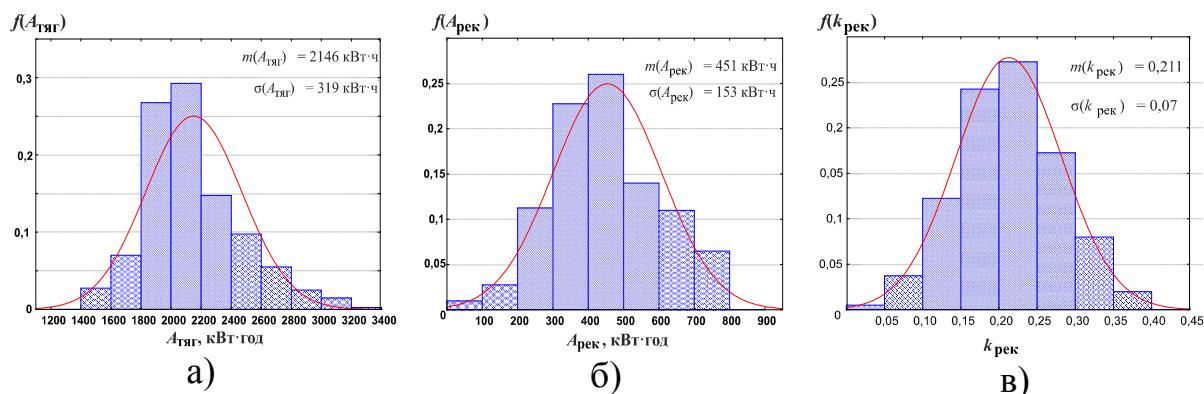 f(Aтяг)
m(Aтяг) = 2146 кВт·ч
σ(Aтяг) = 319 кВт·ч
0,3
0,2
0,1
0
1200 1400 1600 1800 2000 2200 2400 2600 2800 3000 3200 3400
Aтяг, кВт·год
а)
f(Aрек)
m(Aрек) = 451 кВт·ч
σ(Aрек) = 153 кВт·ч
0,25
0,2
0,15
0,1
0,05
0
100 200 300 400 500 600 700 800 900
Aрек, кВт·год
б)
f(kрек)
m(kрек) = 0,211
σ(k рек) = 0,07
0,25
0,2
0,05
0,1
0,05
0
0,05 0,10 0,15 0,20 0,25 0,30 0,35 0,40 0,45
k рек
в)